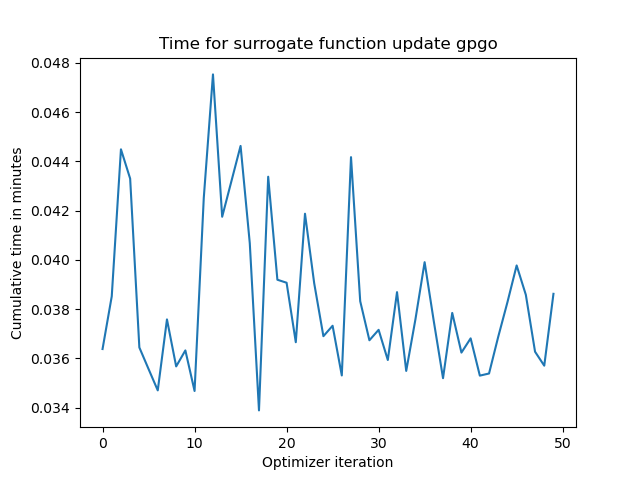 Time for surrogate function update gpgo
Cumulative time in minutes
0.048
0.046
0.044
0.042
0.040
0.038
0.036
0.034
0 10 20 30 40 50
Optimizer iteration